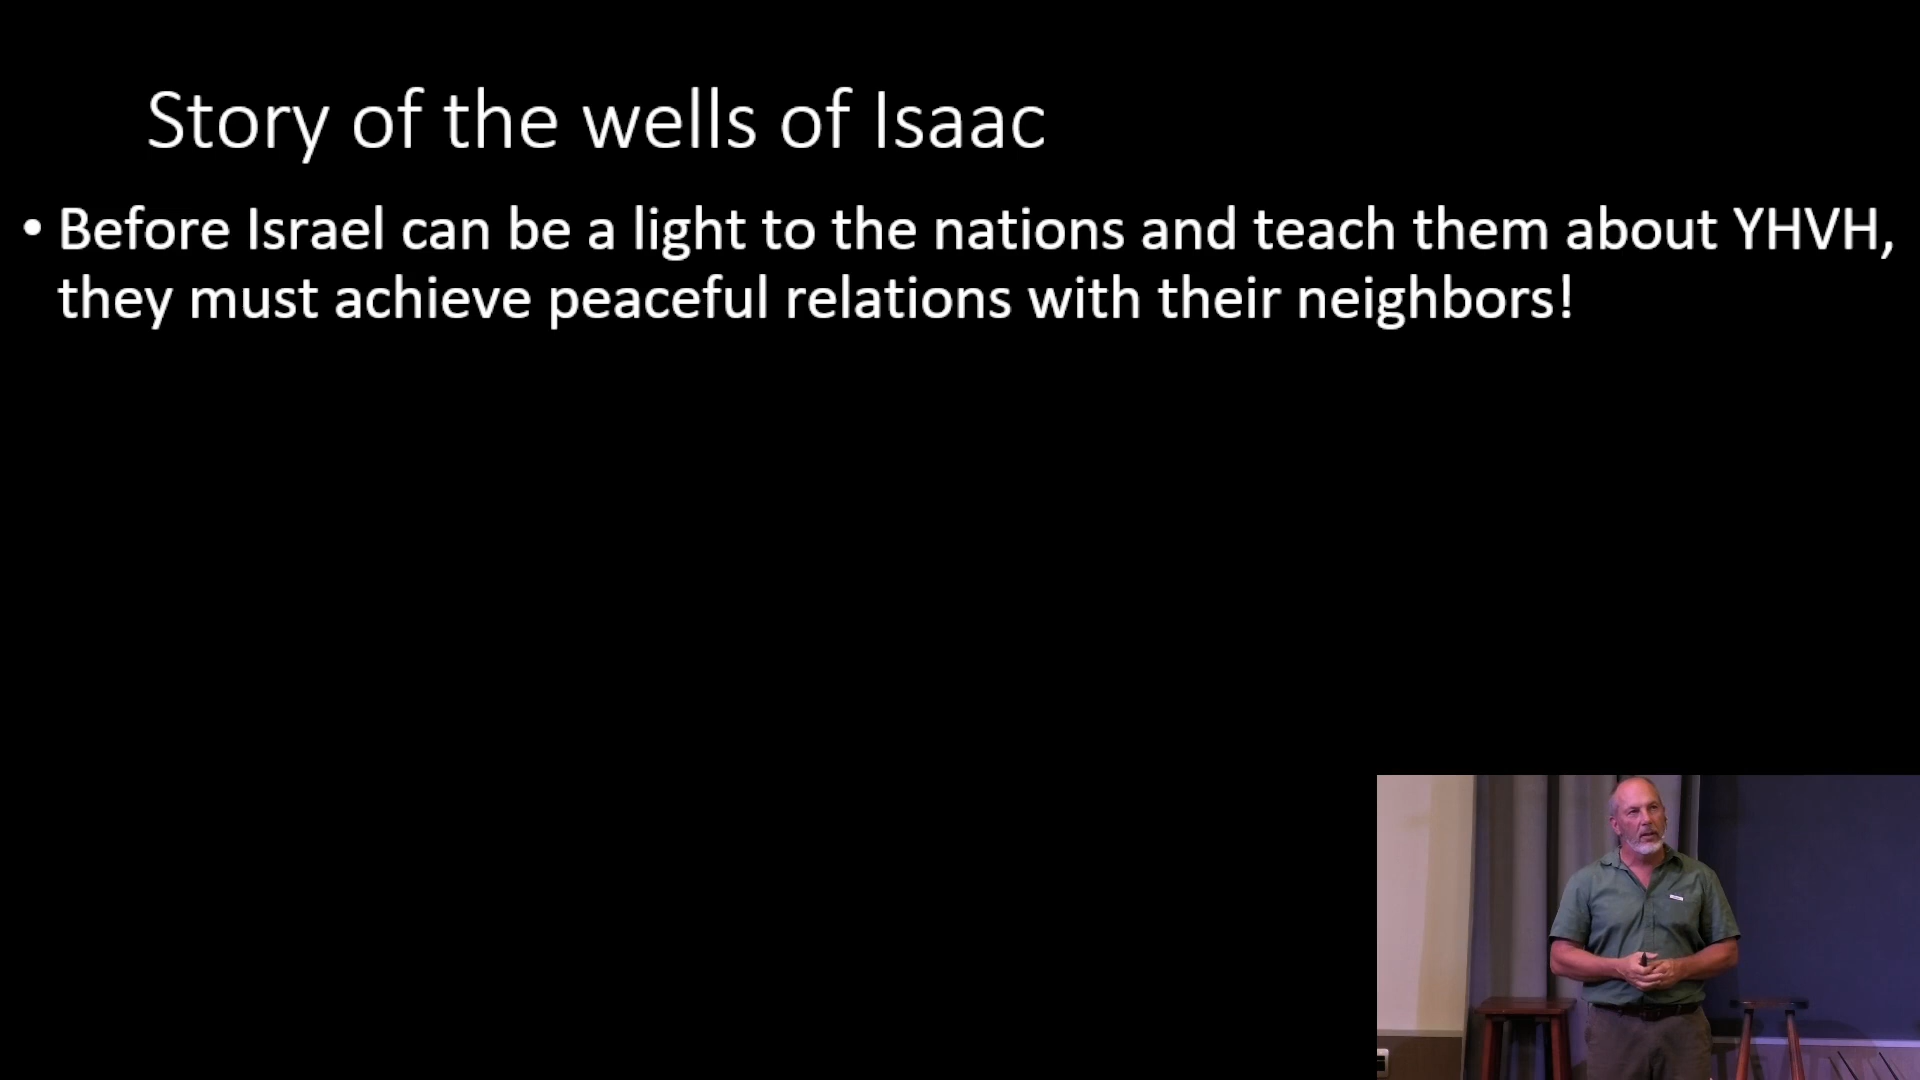 Story of the wells of Isaac
• Before Israel can be a light to the nations and teach them about YHVH,
they must achieve peaceful relations with their neighbors!